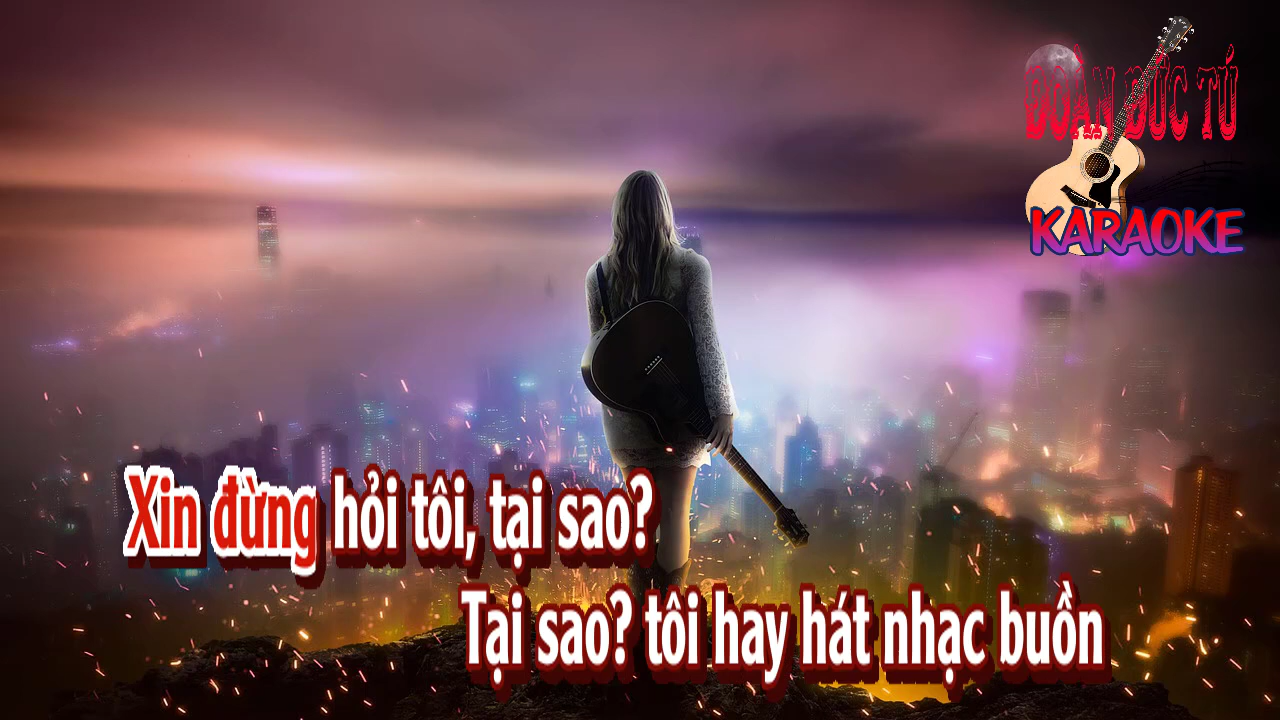 ĐOÀN ĐỨC TÚ
KARAOKE
Xin đừng hỏi tôi, tại sao?
Tại sao? tôi hay hát nhạc buồn